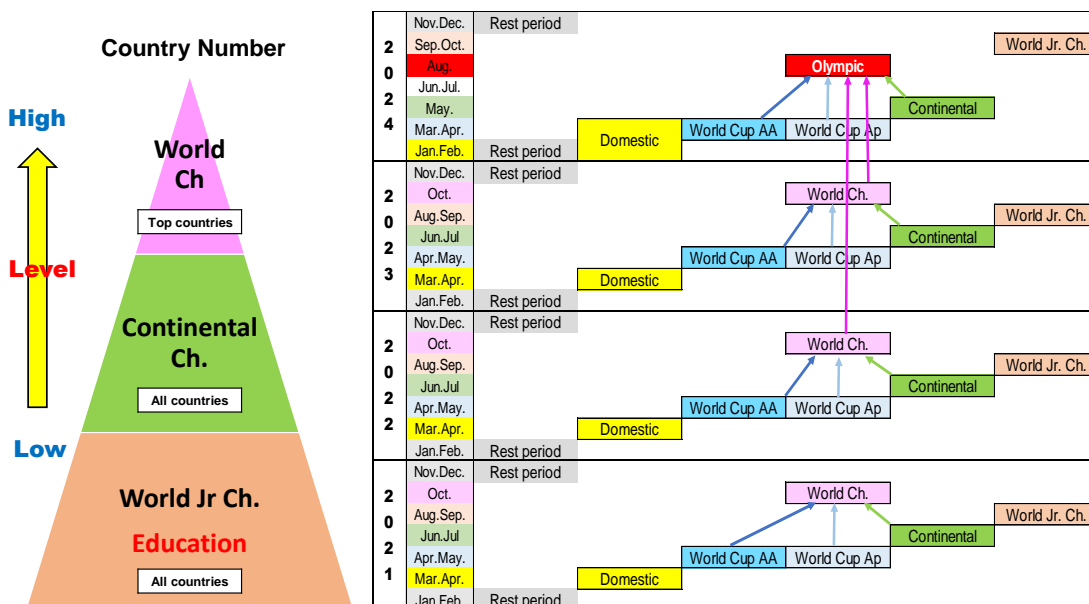 Country Number
High
World
Ch
Top countries
Level
Continental
Ch.
All countries
Low
World Jr Ch.
Education
All countries
2
0
2
4
Nov.Dec. Rest period
Sep.Oct. World Jr. Ch.
Aug. Olympic
Jun.Jul.
May. Continental
Mar.Apr. World Cup AA World Cup Ap
Domestic
Jan.Feb. Rest period
2
0
2
3
Nov.Dec. Rest period
Oct. World Ch.
Aug.Sep. World Jr. Ch.
Jun.Jul Continental
Apr.May. World Cup AA World Cup Ap
Mar.Apr. Domestic
Jan.Feb. Rest period
2
0
2
2
Nov.Dec. Rest period
Oct. World Ch.
Aug.Sep. World Jr. Ch.
Jun.Jul Continental
Apr.May. World Cup AA World Cup Ap
Mar.Apr. Domestic
Jan.Feb. Rest period
2
0
2
1
Nov.Dec. Rest period
Oct. World Ch.
Aug.Sep. World Jr. Ch.
Jun.Jul Continental
Apr.May. World Cup AA World Cup Ap
Mar.Apr. Domestic
Jan.Feb. Rest period